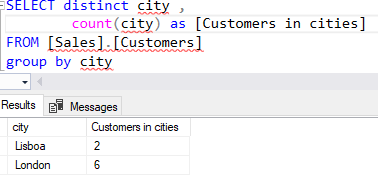 SELECT distinct city ,
count(city) as [Customers in cities]
FROM [Sales].[Customers]
group by city
Results Messages
city Customers in cities
Lisboa 2
London 6